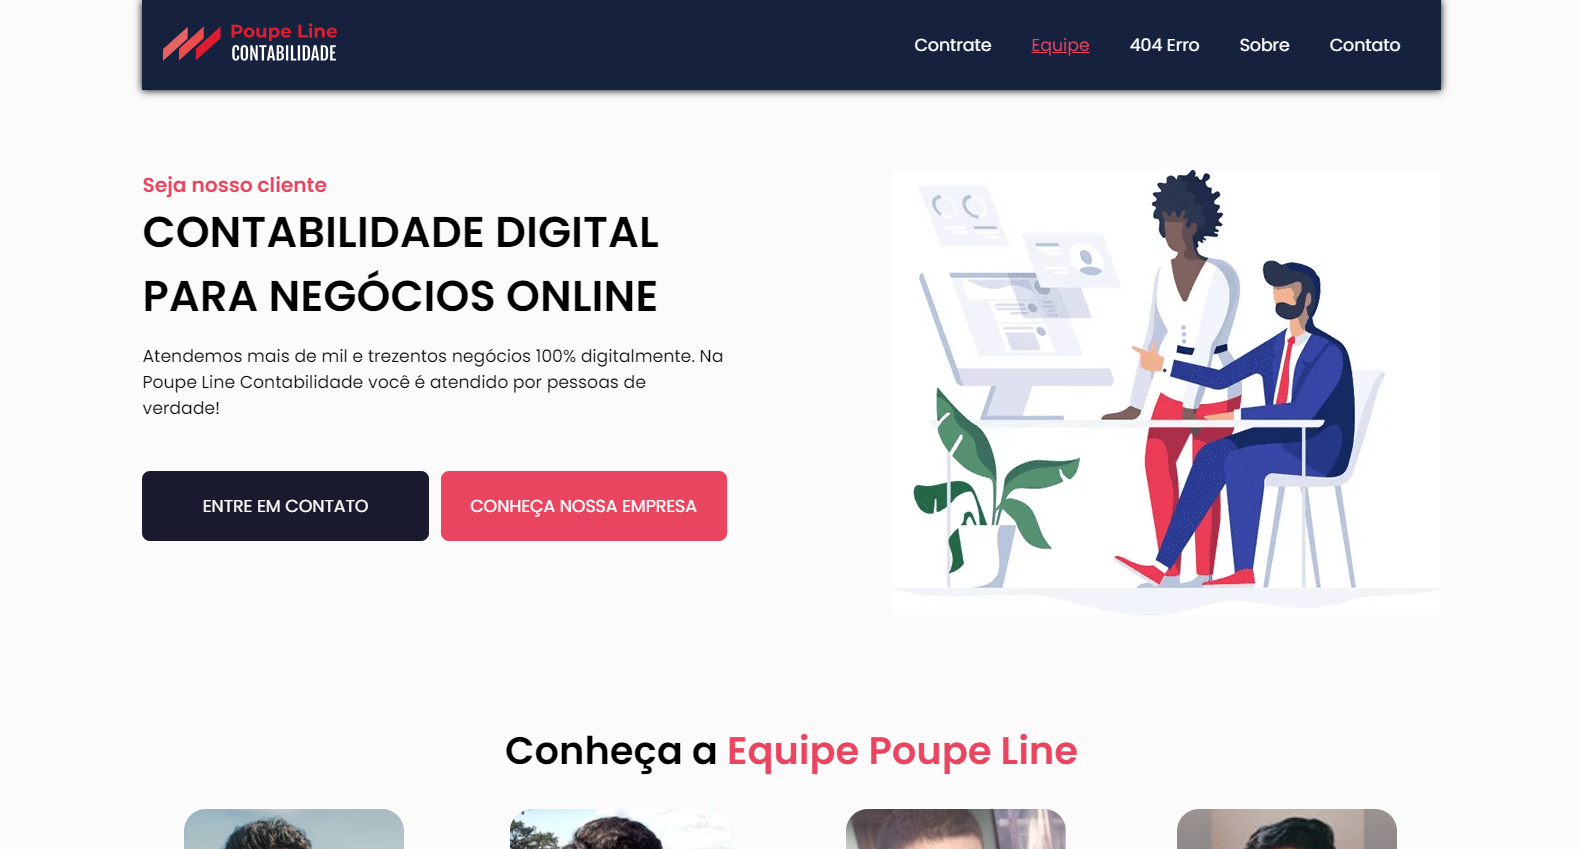 Poupe Line
CONTABILIDADE
Contrate
Equipe
404 Erro
Sobre
Contato
Seja nosso cliente
CONTABILIDADE DIGITAL
PARA NEGÓCIOS ONLINE
Atendemos mais de mil e trezentos negócios 100% digitalmente. Na
Poupe Line Contabilidade você é atendido por pessoas de
verdade!
ENTRE EM CONTATO
CONHEÇA NOSSA EMPRESA
Conheça a Equipe Poupe Line